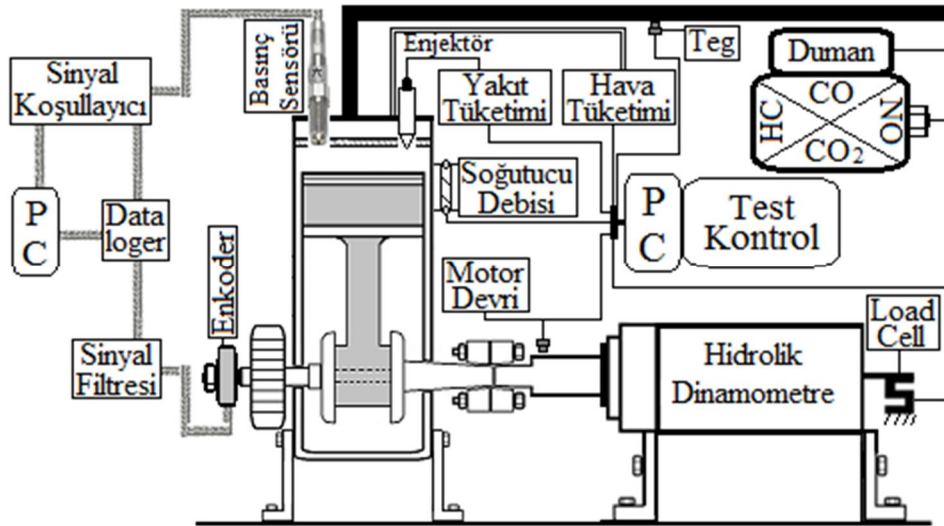 Sinyal
Koşullayıcı
Basınç
Sensörü
Enjektör
Yakıt
Tüketimi
Hava
Tüketimi
Teg
Duman
CO
HC
NO
CO₂
P
C
Data
loger
Soğutucu
Debisi
P
C
Test
Kontrol
Enkoder
Motor
Devri
Sinyal
Filtresi
Hidrolik
Dinamometre
Load
Cell